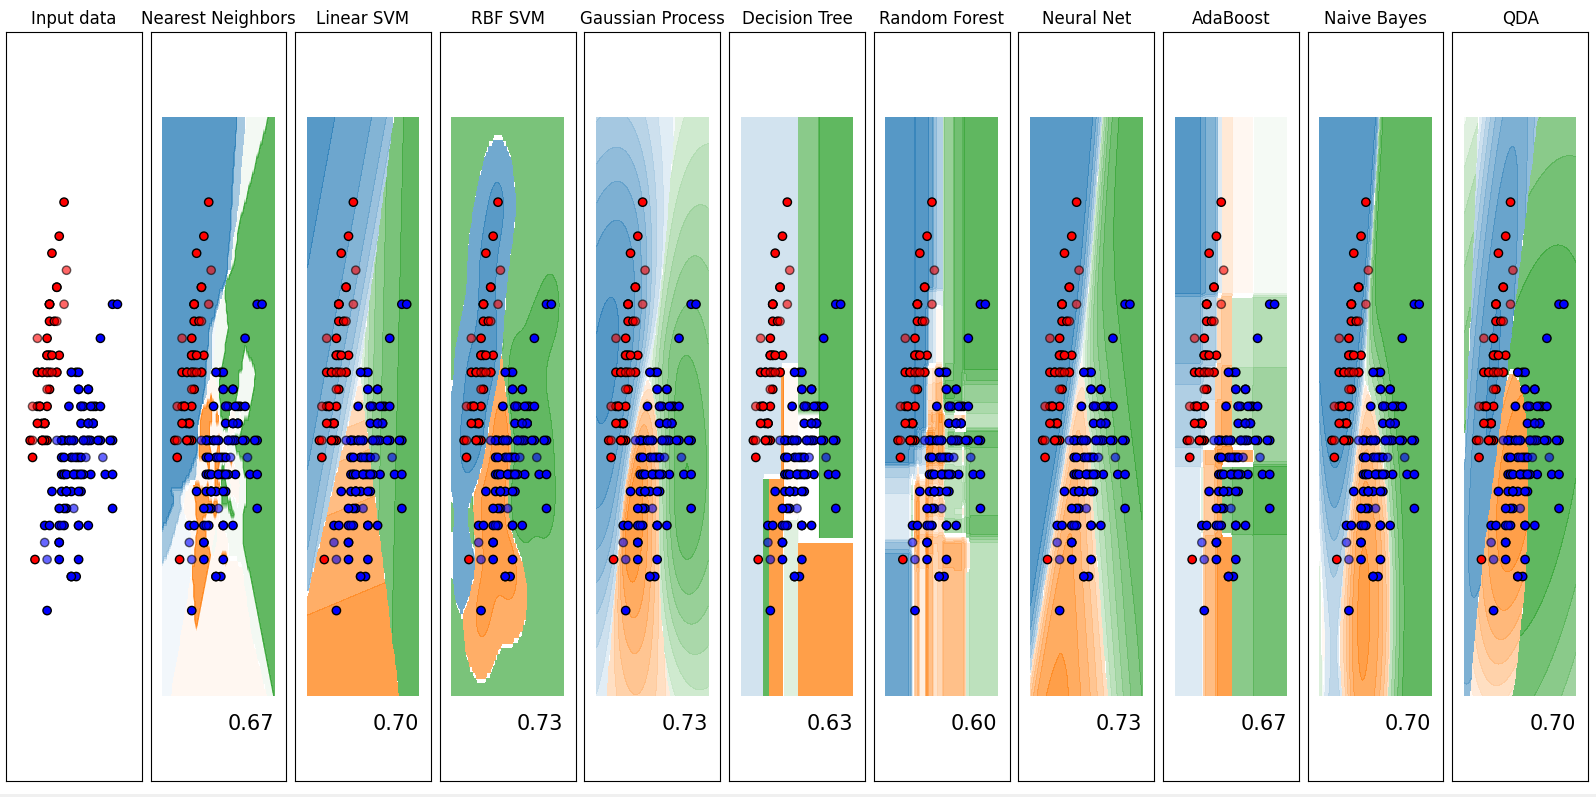 Input data
Nearest Neighbors
Linear SVM
RBF SVM
Gaussian Process
Decision Tree
Random Forest
Neural Net
AdaBoost
Naive Bayes
QDA
0.67
0.70
0.73
0.73
0.63
0.60
0.73
0.67
0.70
0.70